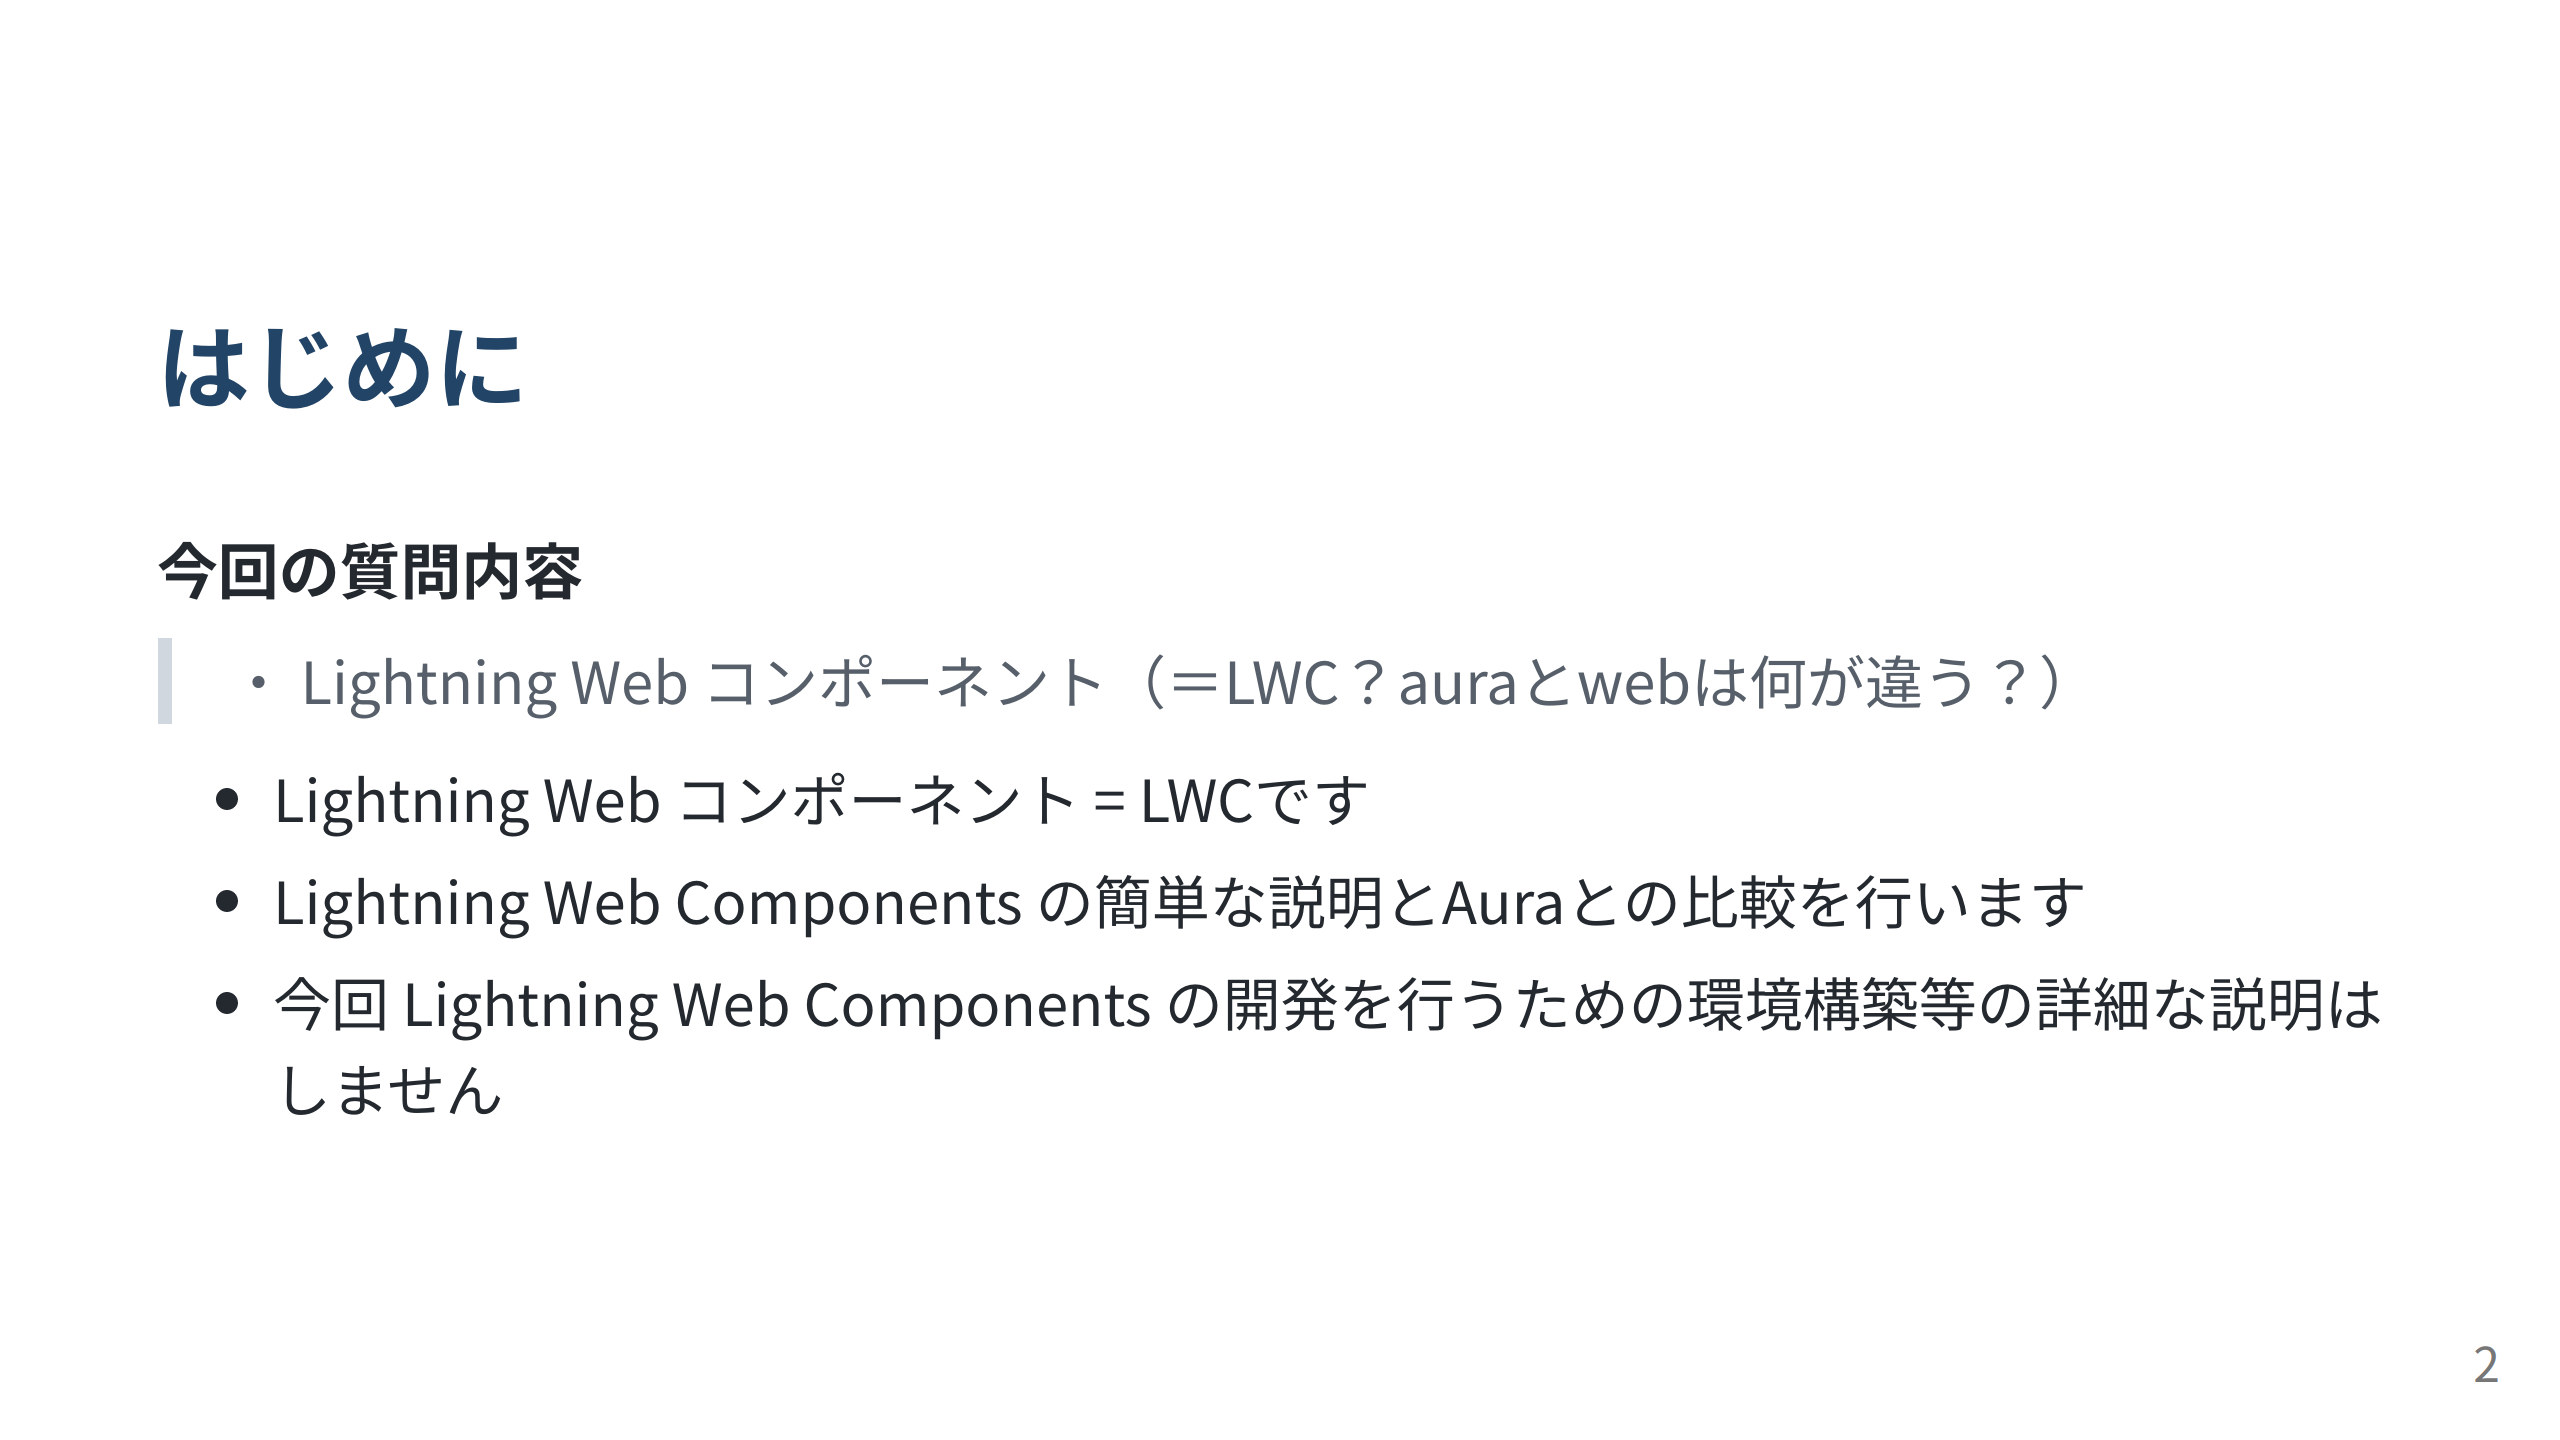 はじめに
今回の質問内容
・ Lightning Web コンポーネント（＝LWC？auraとwebは何が違う？）
Lightning Web コンポーネント = LWCです
Lightning Web Components の簡単な説明とAuraとの比較を行います
今回 Lightning Web Components の開発を行うための環境構築等の詳細な説明は
しません
2